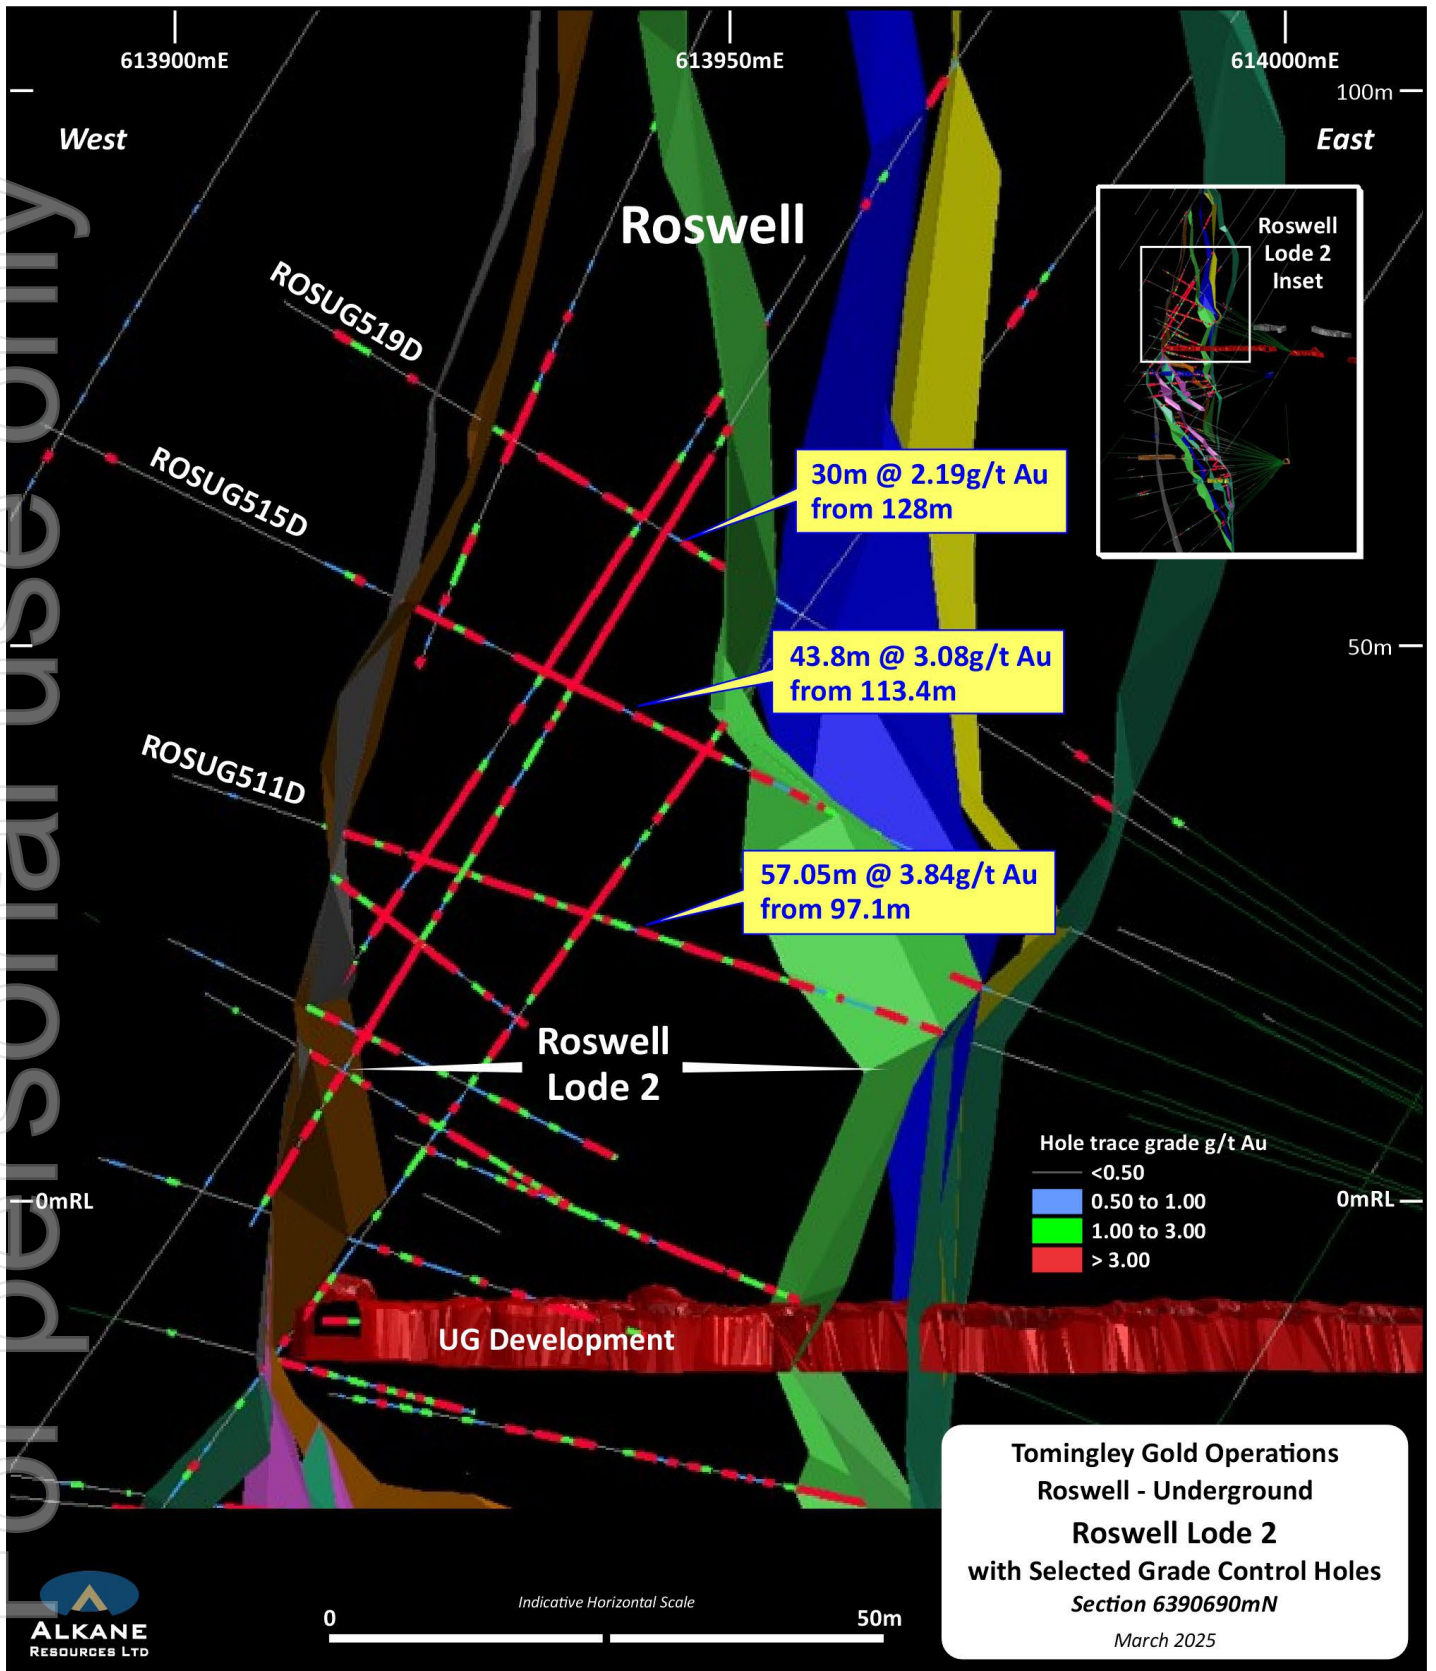 613900mE
613950mE
614000mE
100m
West
East
Roswell
Roswell
Lode 2
Inset
ROSUG519D
ROSUG515D
30m @ 2.19g/t Au
from 128m
50m
43.8m @ 3.08g/t Au
from 113.4m
ROSUG511D
57.05m @ 3.84g/t Au
from 97.1m
Roswell
Lode 2
Hole trace grade g/t Au
<0.50
0.50 to 1.00
1.00 to 3.00
> 3.00
0mRL
0mRL
UG Development
Tomingley Gold Operations
Roswell - Underground
Roswell Lode 2
with Selected Grade Control Holes
Section 6390690mN
March 2025
Indicative Horizontal Scale
0
50m
ALKANE
RESOURCES LTD
For personal use only